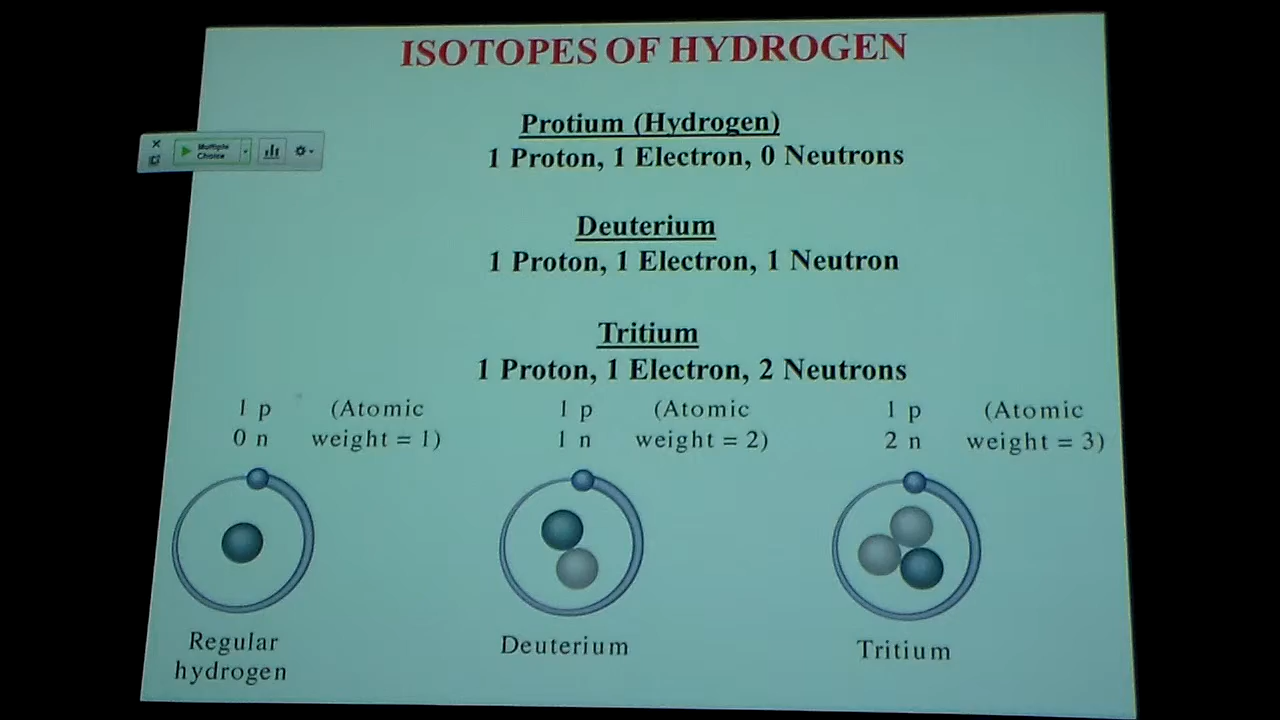 ISOTOPES OF HYDROGEN
Protium (Hydrogen)
Multiple
Choice
1 Proton, 1 Electron, 0 Neutrons
Deuterium
1 Proton, 1 Electron, 1 Neutron
Tritium
1 Proton, 1 Electron, 2 Neutrons
1 p (Atomic
0 n weight = 1)
1 p (Atomic
1 n weight = 2)
1 p (Atomic
2 n weight = 3)
Regular
hydrogen
Deuterium
Tritium